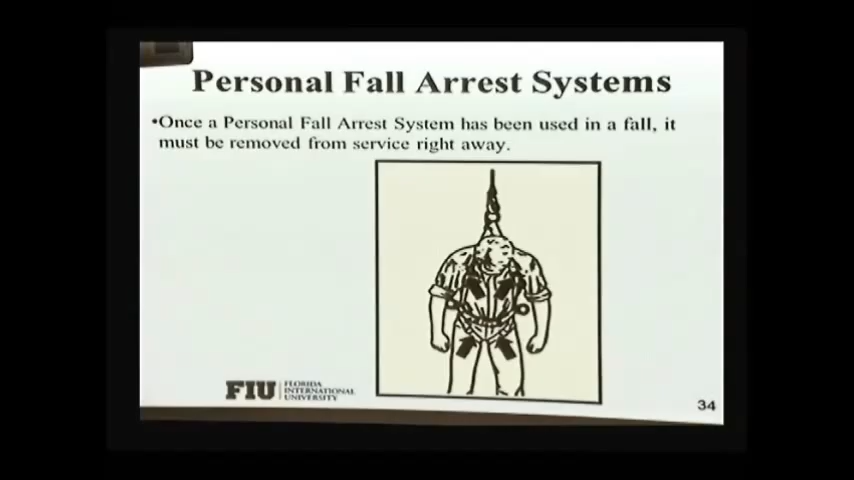 Personal Fall Arrest Systems
•Once a Personal Fall Arrest System has been used in a fall, it
must be removed from service right away.
FIU
FLORIDA
INTERNATIONAL
UNIVERSITY
34